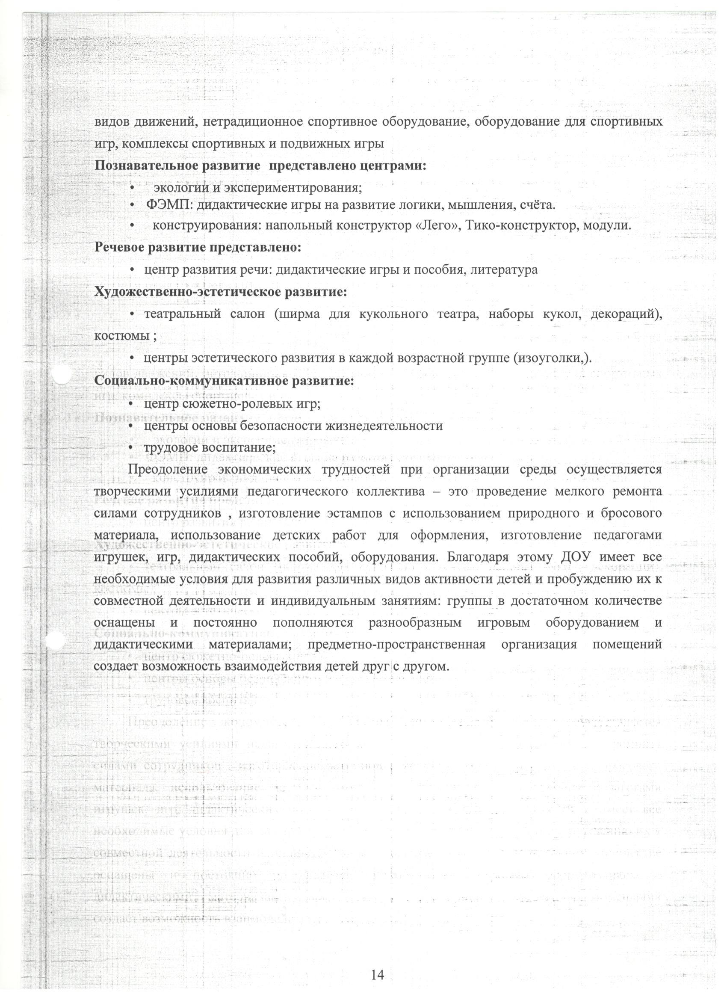 видов движений, нетрадиционное спортивное оборудование, оборудование для спортивных
игр, комплексы спортивных и подвижных игры
Познавательное развитие представлено центрами:
• экологии и экспериментирования;
• ФЭМП: дидактические игры на развитие логики, мышления, счёта.
• конструирования: напольный конструктор «Лего», Тико-конструктор, модули.
Речевое развитие представлено:
• центр развития речи: дидактические игры и пособия, литература
Художественно-эстетическое развитие:
• театральный салон (ширма для кукольного театра, наборы кукол, декораций),
костюмы ;
• центры эстетического развития в каждой возрастной группе (изоуголки,).
Социально-коммуникативное развитие:
• центр сюжетно-ролевых игр;
• центры основы безопасности жизнедеятельности
• трудовое воспитание;
Преодоление экономических трудностей при организации среды осуществляется
творческими усилиями педагогического коллектива – это проведение мелкого ремонта
силами сотрудников , изготовление эстампов с использованием природного и бросового
материала, использование детских работ для оформления, изготовление педагогами
игрушек, игр, дидактических пособий, оборудования. Благодаря этому ДОУ имеет все
необходимые условия для развития различных видов активности детей и пробуждению их к
совместной деятельности и индивидуальным занятиям: группы в достаточном количестве
оснащены и постоянно пополняются разнообразным игровым оборудованием и
дидактическими материалами; предметно-пространственная организация помещений
создает возможность взаимодействия детей друг с другом.
14